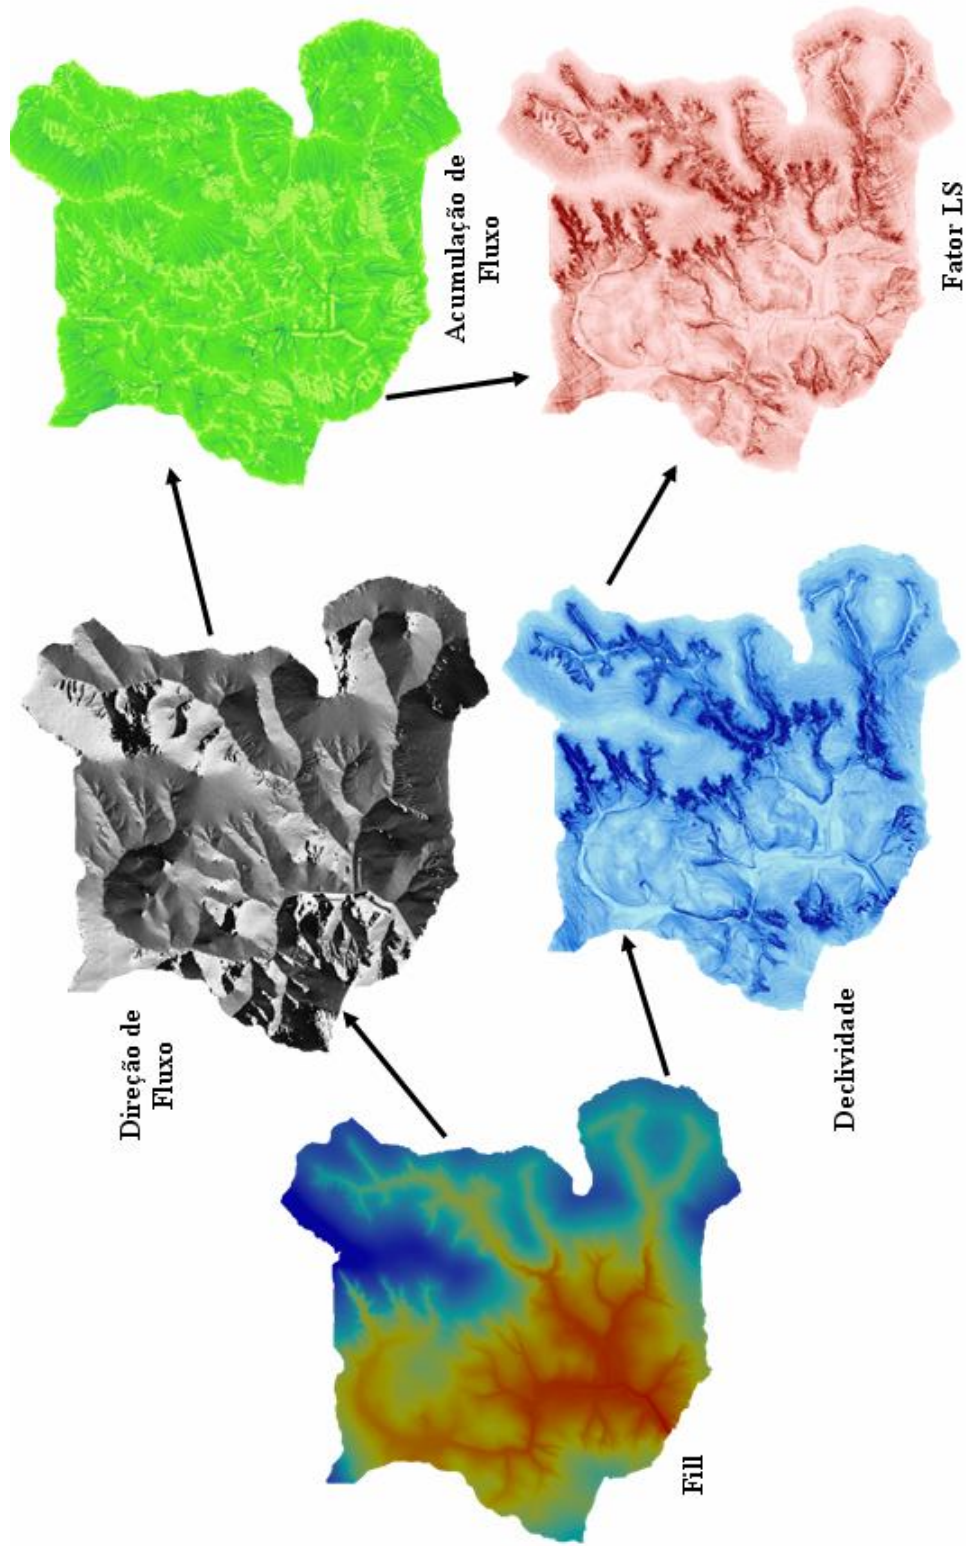 Fill
Direção de
Fluxo
Declividade
Acumulação de
Fluxo
Fator LS